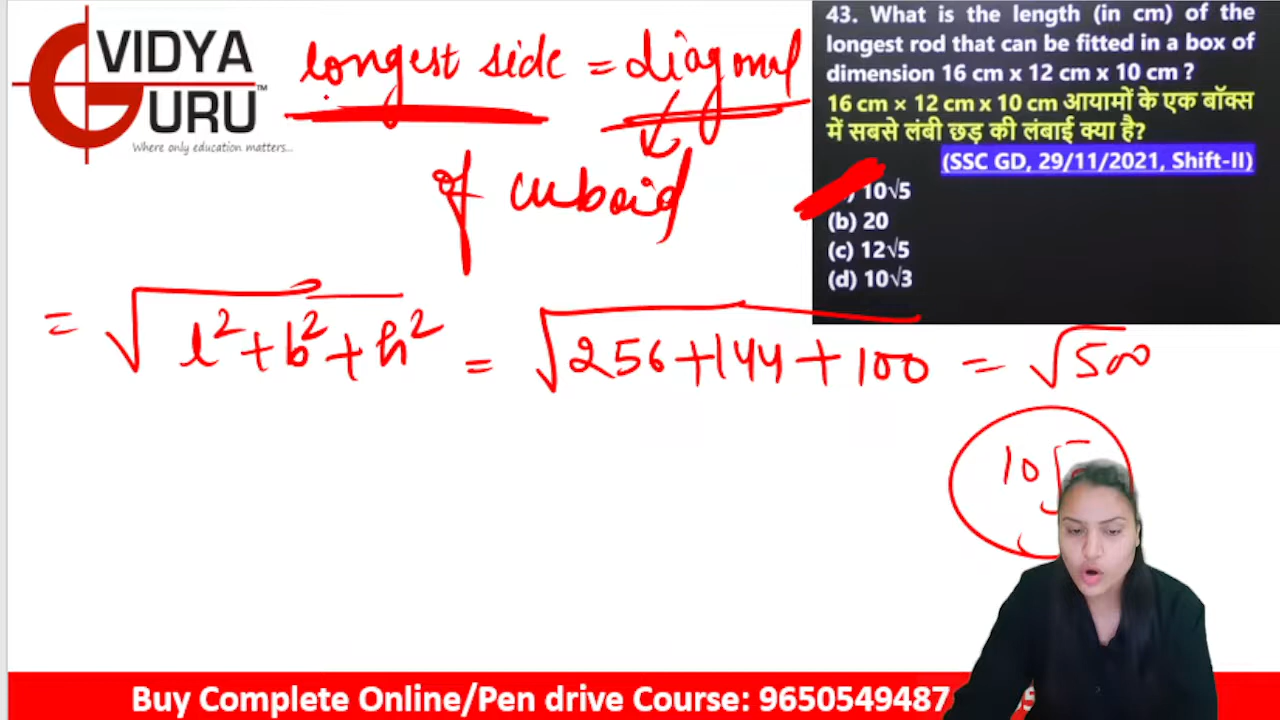 VIDYA
GURU™
Where only education matters...
longest side = diagonal
of cuboid
= √l²+b²+h² = √256+144+100 = √500
10√
43. What is the length (in cm) of the
longest rod that can be fitted in a box of
dimension 16 cm x 12 cm x 10 cm ?
16 cm × 12 cm x 10 cm आयामों के एक बॉक्स
में सबसे लंबी छड़ की लंबाई क्या है?
(SSC GD, 29/11/2021, Shift-II)
) 10√5
(b) 20
(c) 12√5
(d) 10√3
Buy Complete Online/Pen drive Course: 9650549487